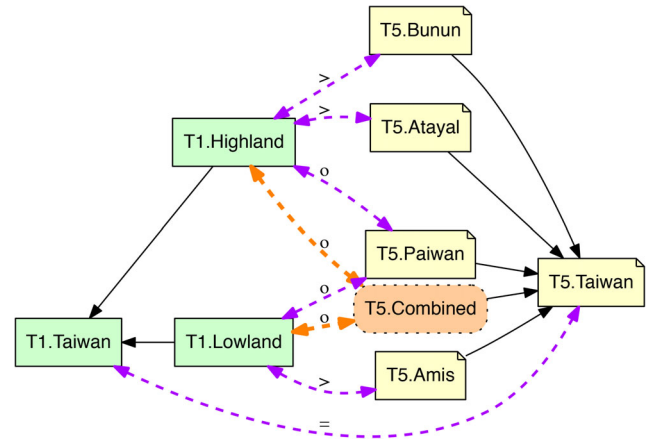 T5.Bunun
>
>
T5.Atayal
T1.Highland
o
T5.Paiwan
o
T5.Taiwan
o
T5.Combined
o
T1.Taiwan
T1.Lowland
>
T5.Amis
=